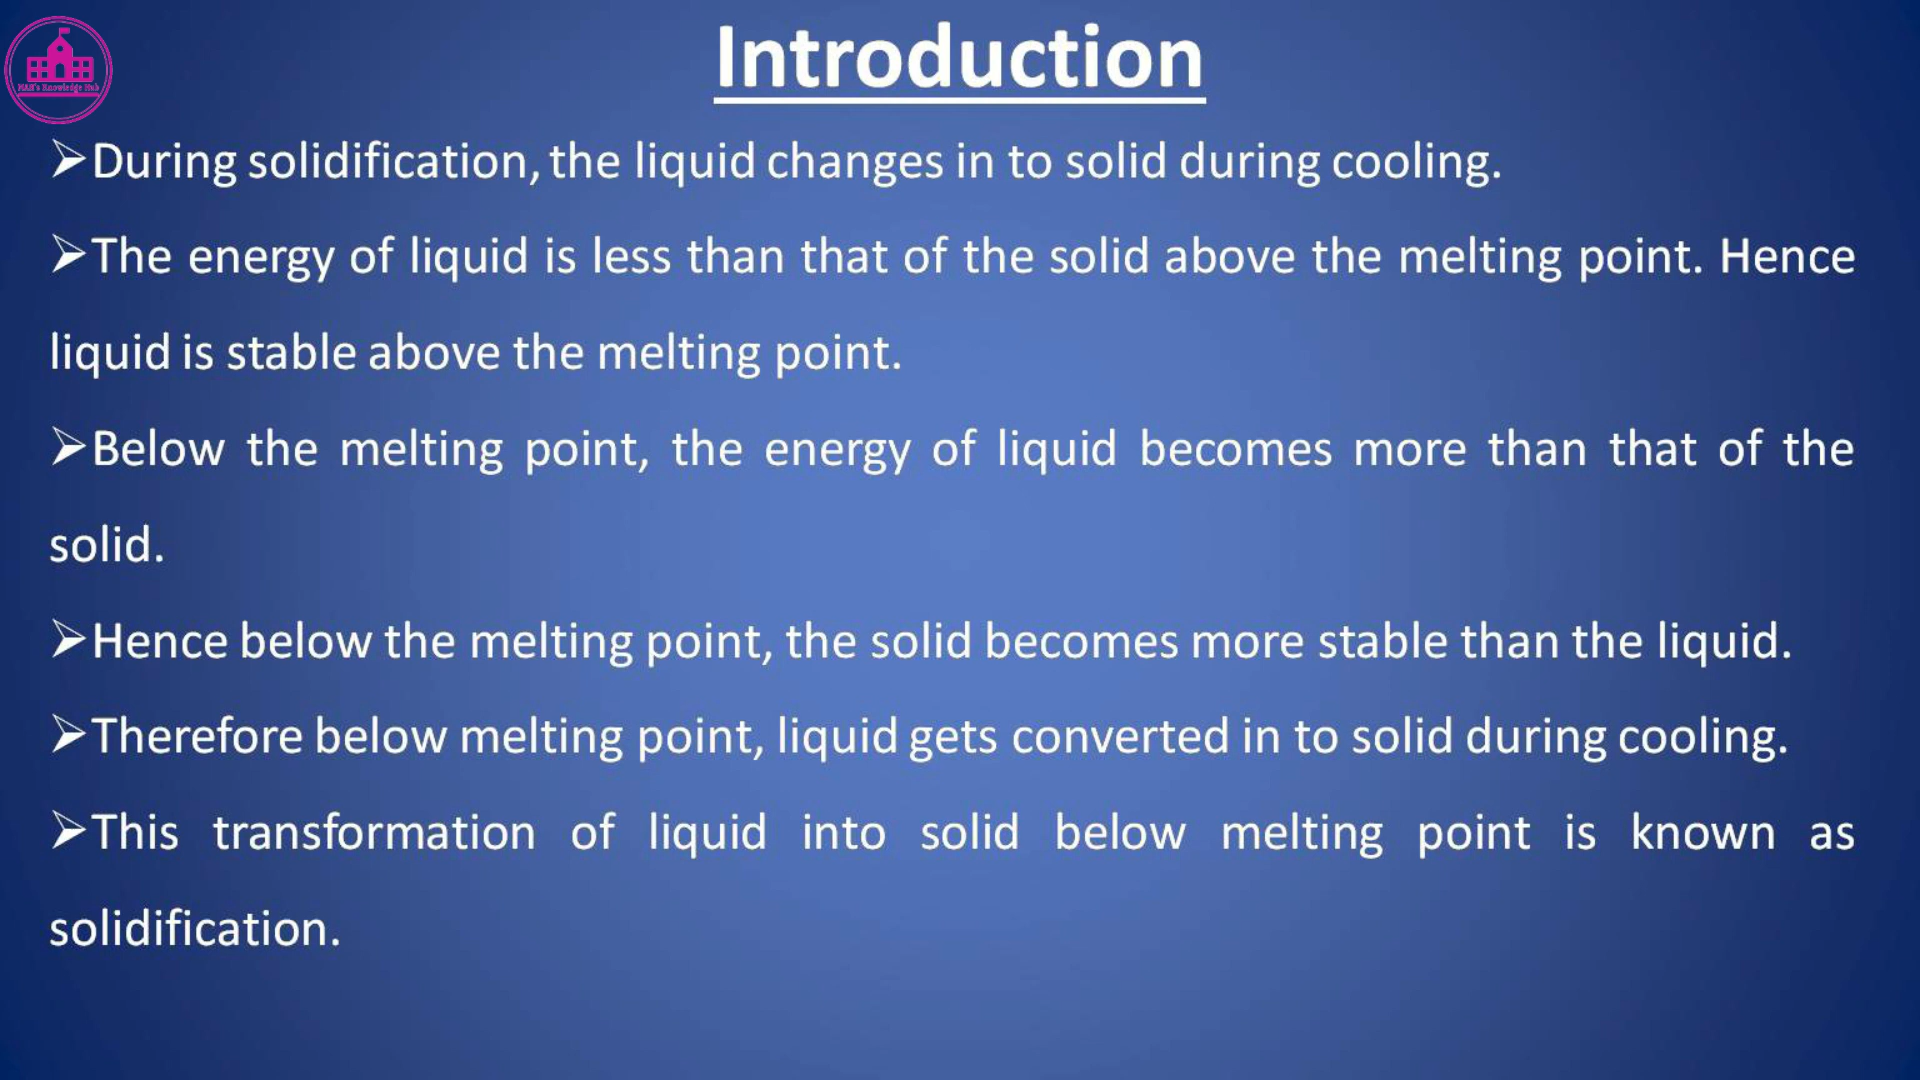 Introduction
MAB's Knowledge Hub
➢During solidification, the liquid changes in to solid during cooling.
➢The energy of liquid is less than that of the solid above the melting point. Hence
liquid is stable above the melting point.
➢Below the melting point, the energy of liquid becomes more than that of the
solid.
➢Hence below the melting point, the solid becomes more stable than the liquid.
➢Therefore below melting point, liquid gets converted in to solid during cooling.
➢This transformation of liquid into solid below melting point is known as
solidification.